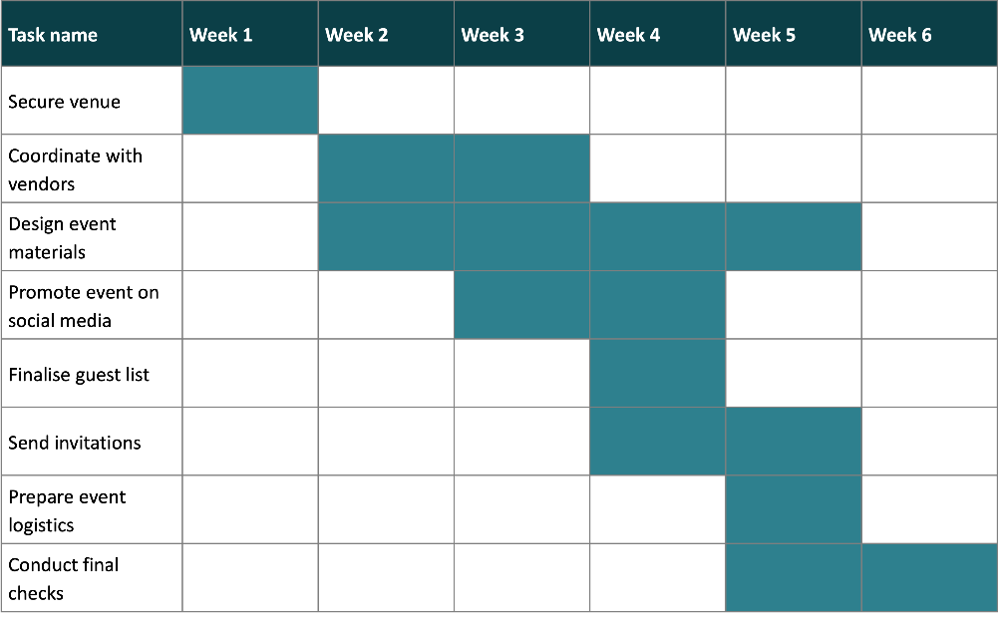 Task name Week 1 Week 2 Week 3 Week 4 Week 5 Week 6
Secure venue
Coordinate with
vendors
Design event
materials
Promote event on
social media
Finalise guest list
Send invitations
Prepare event
logistics
Conduct final
checks